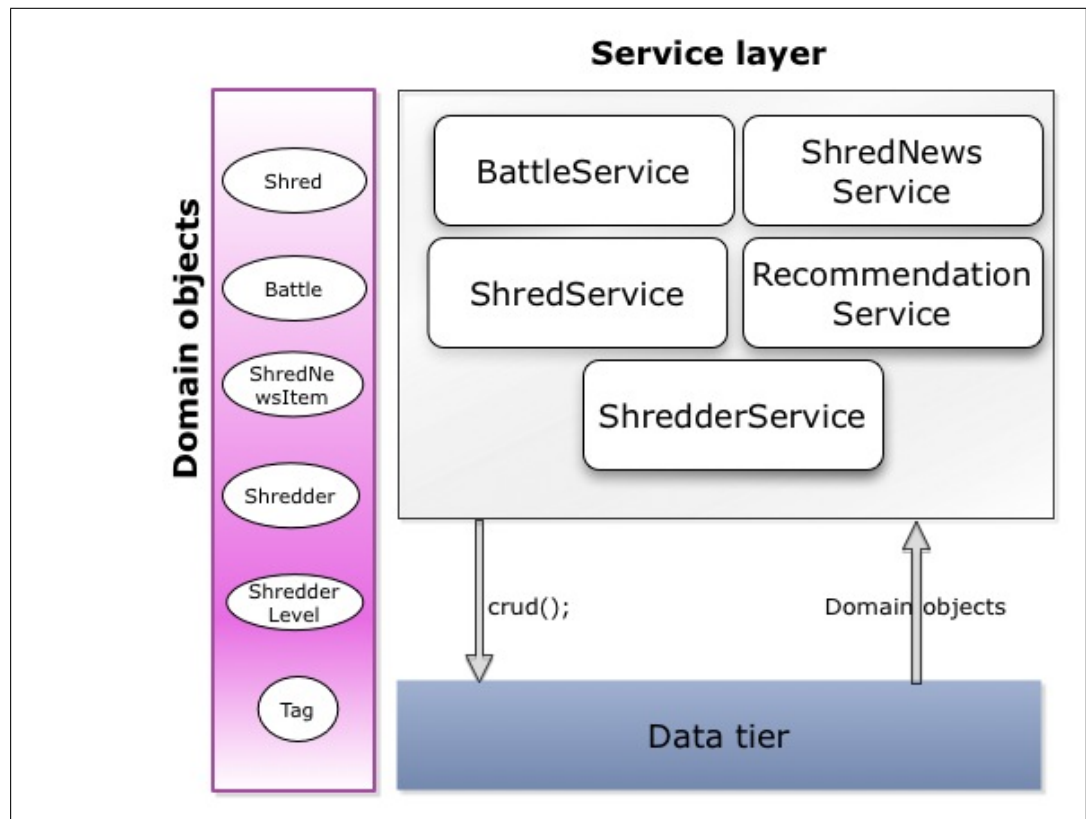 Service layer
Domain objects
Shred
Battle
ShredNe
wsItem
Shredder
Shredder
Level
Tag
BattleService
ShredNews
Service
ShredService
Recommendation
Service
ShredderService
crud();
Domain objects
Data tier